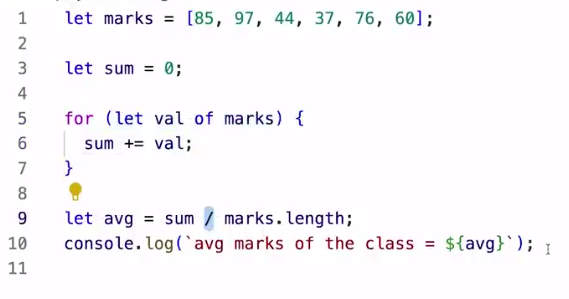 1 let marks = [85, 97, 44, 37, 76, 60];
2
3 let sum = 0;
4
5 for (let val of marks) {
6 sum += val;
7 }
8
9 let avg = sum / marks.length;
10 console.log(`avg marks of the class = ${avg}`);
11